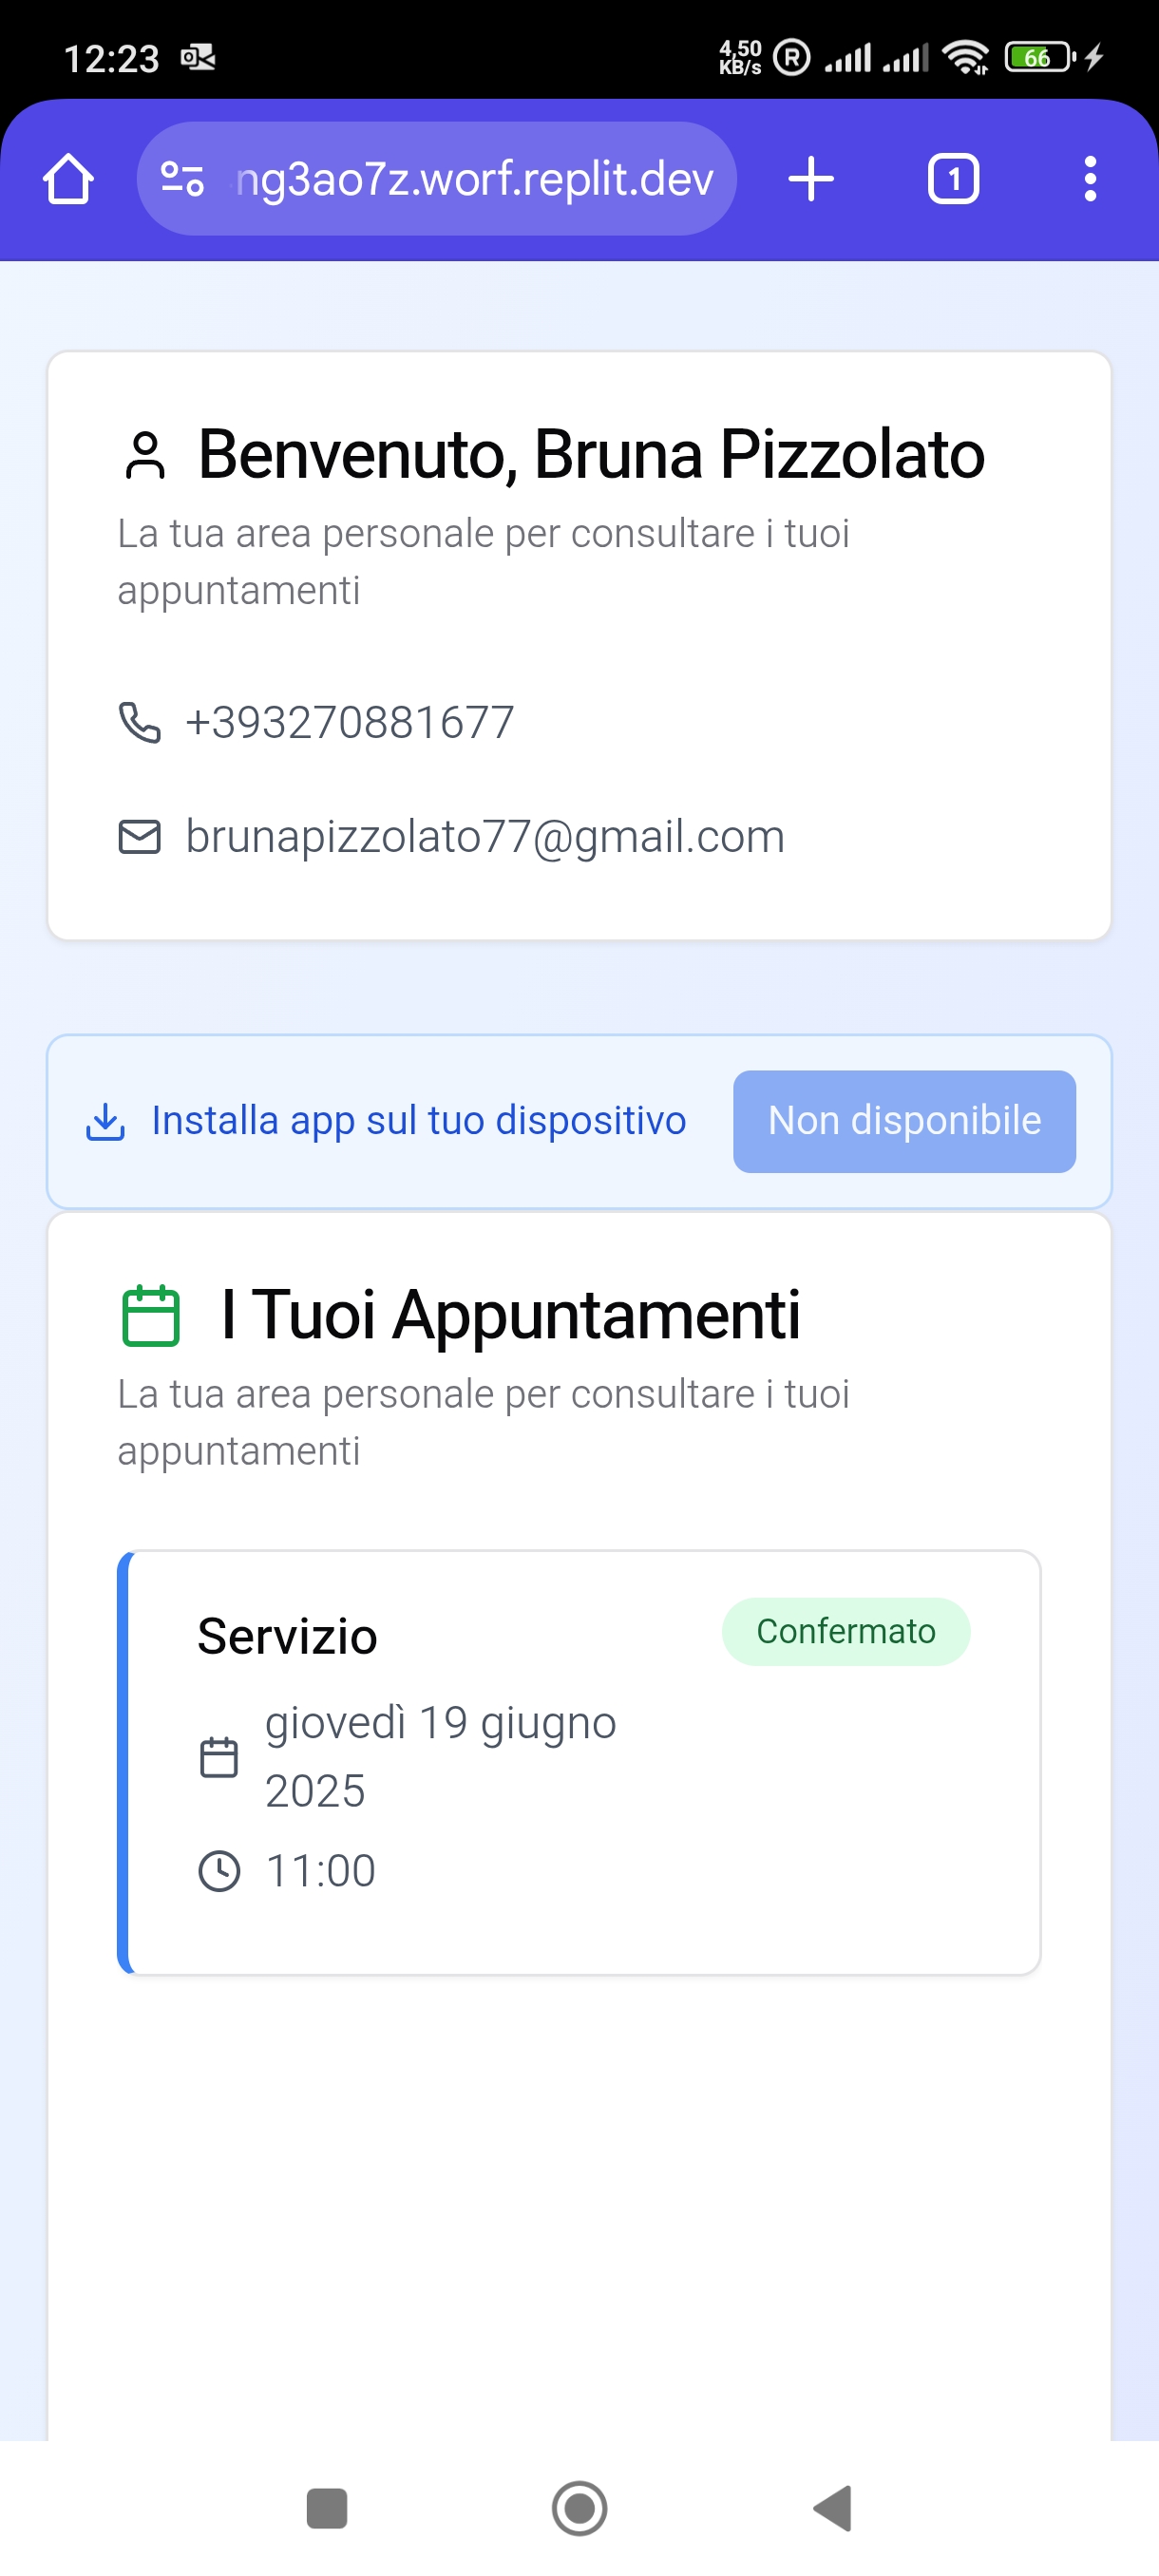 12:23
4,50
KB/s
R
66
ng3ao7z.worf.replit.dev
1
Benvenuto, Bruna Pizzolato
La tua area personale per consultare i tuoi
appuntamenti
+393270881677
brunapizzolato77@gmail.com
Installa app sul tuo dispositivo
Non disponibile
I Tuoi Appuntamenti
La tua area personale per consultare i tuoi
appuntamenti
Servizio
Confermato
giovedì 19 giugno
2025
11:00